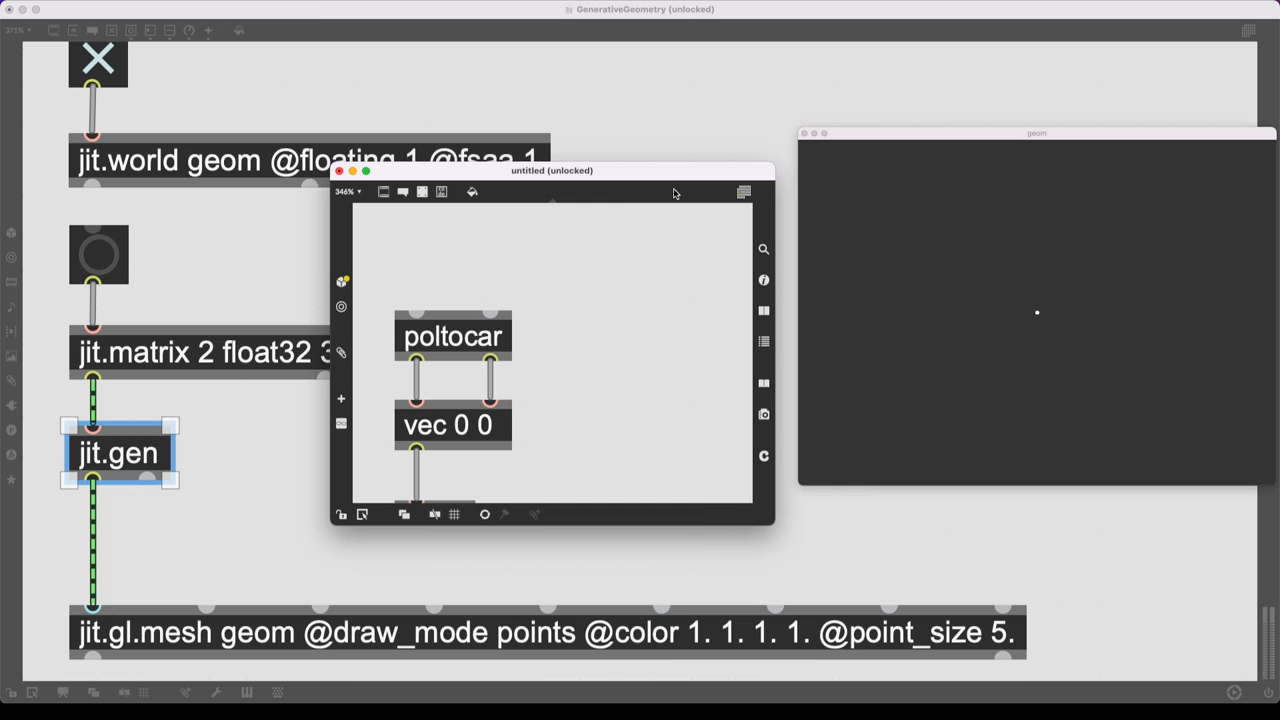 GenerativeGeometry (unlocked)
371%
jit.world geom @floating 1 @fsaa 1
untitled (unlocked)
346%
geom
poltocar
jit.matrix 2 float32 3
vec 0 0
jit.gen
jit.gl.mesh geom @draw_mode points @color 1. 1. 1. 1. @point_size 5.